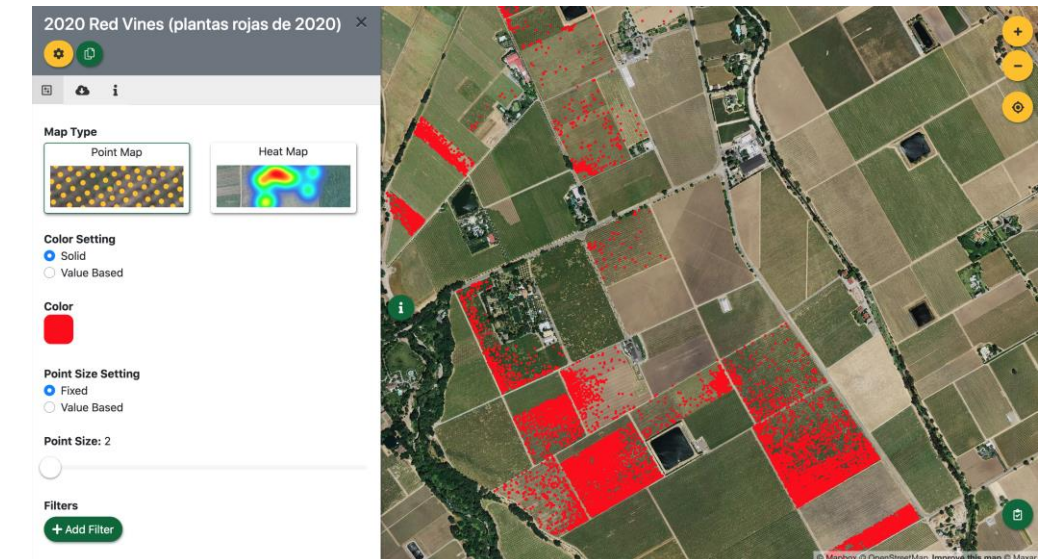 2020 Red Vines (plantas rojas de 2020)
Map Type
Point Map
Heat Map
Color Setting
Solid
Value Based
Color
Point Size Setting
Fixed
Value Based
Point Size: 2
Filters
+ Add Filter
© Mapbox © OpenStreetMap Improve this map © Maxar